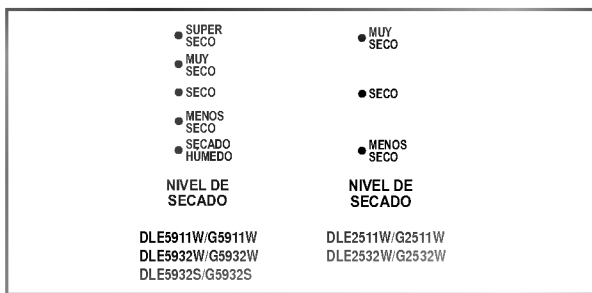 SUPER
SECO
MUY
SECO
SECO
MENOS
SECO
SECADO
HÚMEDO
NIVEL DE
SECADO
DLE5911W/G5911W
DLE5932W/G5932W
DLE5932S/G5932S
MUY
SECO
SECO
MENOS
SECO
NIVEL DE
SECADO
DLE2511W/G2511W
DLE2532W/G2532W